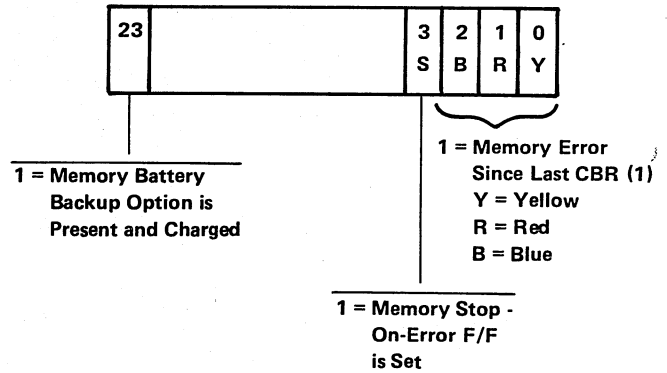 23 3 2 1 0
S B R Y
1 = Memory Error
Since Last CBR (1)
Y = Yellow
R = Red
B = Blue
1 = Memory Battery
Backup Option is
Present and Charged
1 = Memory Stop -
On-Error F/F
is Set